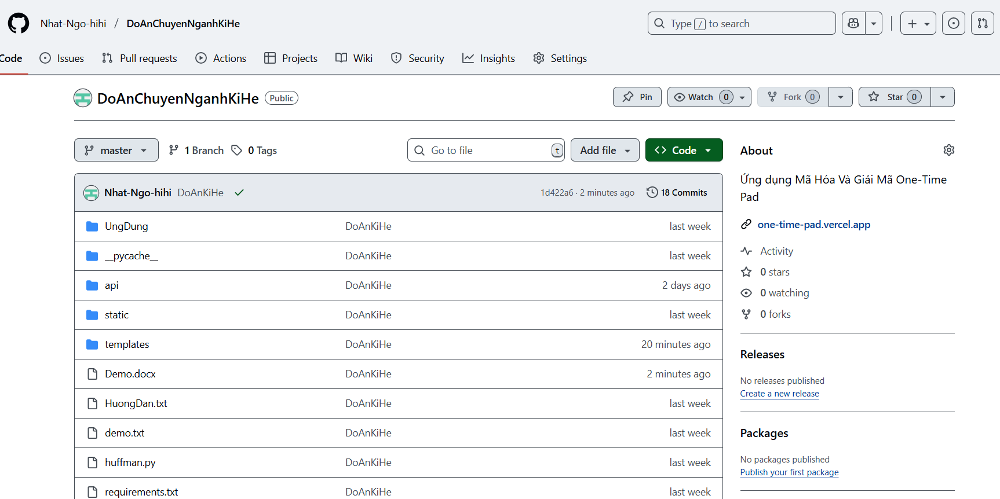 Nhat-Ngo-hihi / DoAnChuyenNganhKiHe
Type / to search
Code Issues Pull requests Actions Projects Wiki Security Insights Settings
DoAnChuyenNganhKiHe Public
Pin Watch 0 Fork 0 Star 0
master 1 Branch 0 Tags
Go to file t Add file Code
Nhat-Ngo-hihi DoAnKiHe 1d422a6 · 2 minutes ago 18 Commits
UngDung DoAnKiHe last week
__pycache__ DoAnKiHe last week
api DoAnKiHe 2 days ago
static DoAnKiHe last week
templates DoAnKiHe 20 minutes ago
Demo.docx DoAnKiHe 2 minutes ago
HuongDan.txt DoAnKiHe last week
demo.txt DoAnKiHe last week
huffman.py DoAnKiHe last week
requirements.txt DoAnKiHe last week
About
Ứng dụng Mã Hóa Và Giải Mã One-Time
Pad
one-time-pad.vercel.app
Activity
0 stars
0 watching
0 forks
Releases
No releases published
Create a new release
Packages
No packages published
Publish your first package